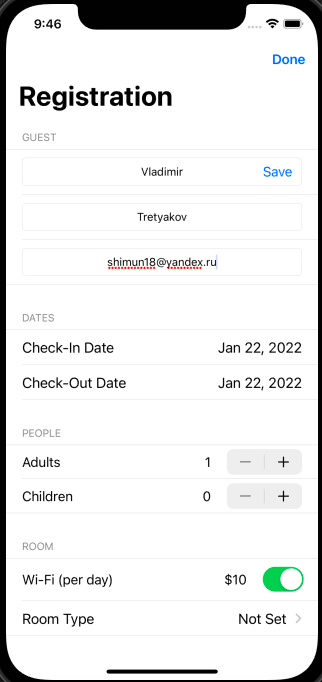 9:46
Done
Registration
GUEST
Vladimir Save
Tretyakov
shimun18@yandex.ru
DATES
Check-In Date Jan 22, 2022
Check-Out Date Jan 22, 2022
PEOPLE
Adults 1 − +
Children 0 − +
ROOM
Wi-Fi (per day) $10
Room Type Not Set